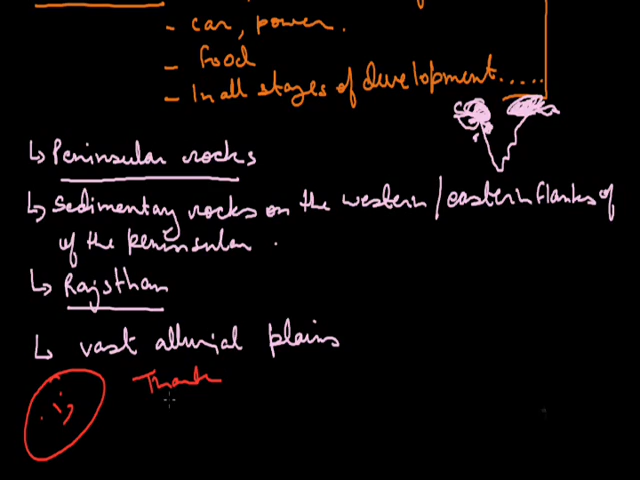 - car, power.
- Food
- In all stages of development.....
↳ Peninsular rocks
↳ Sedimentary rocks on the western / eastern flanks of
of the peninsular .
↳ Rajsthan
↳ vast alluvial plains
Thank